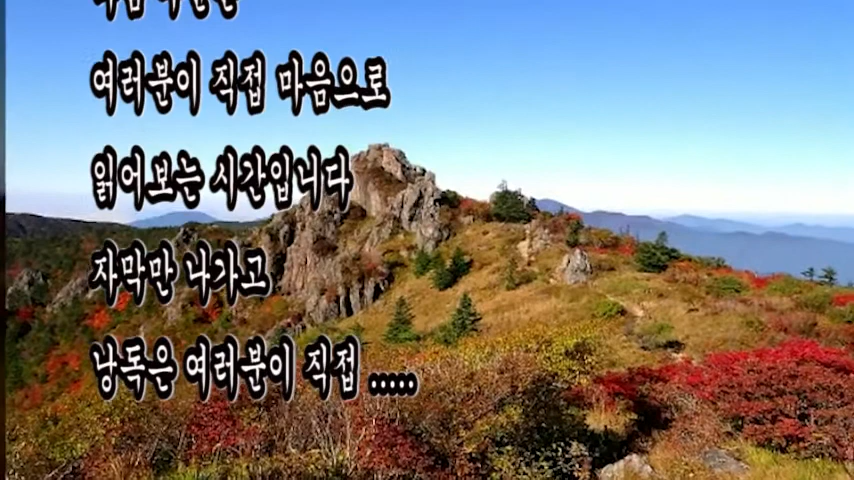 여러분이 직접 마음으로
읽어보는 시간입니다
자막만 나가고
낭독은 여러분이 직접 .....